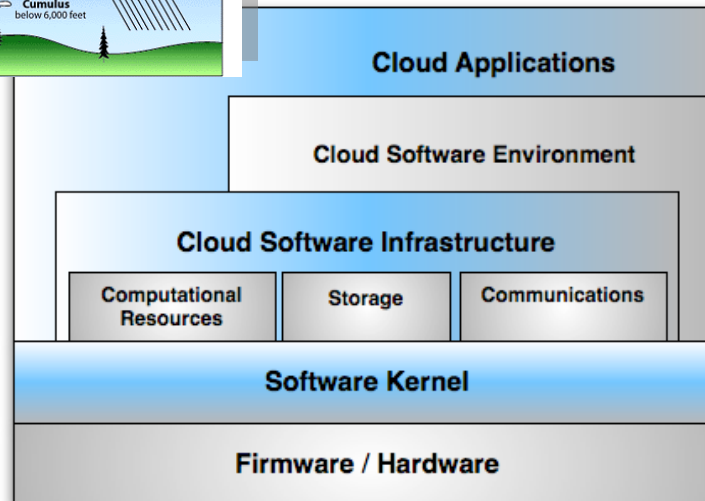 Cumulus
below 6,000 feet
Cloud Applications
Cloud Software Environment
Cloud Software Infrastructure
Computational
Resources
Storage
Communications
Software Kernel
Firmware / Hardware